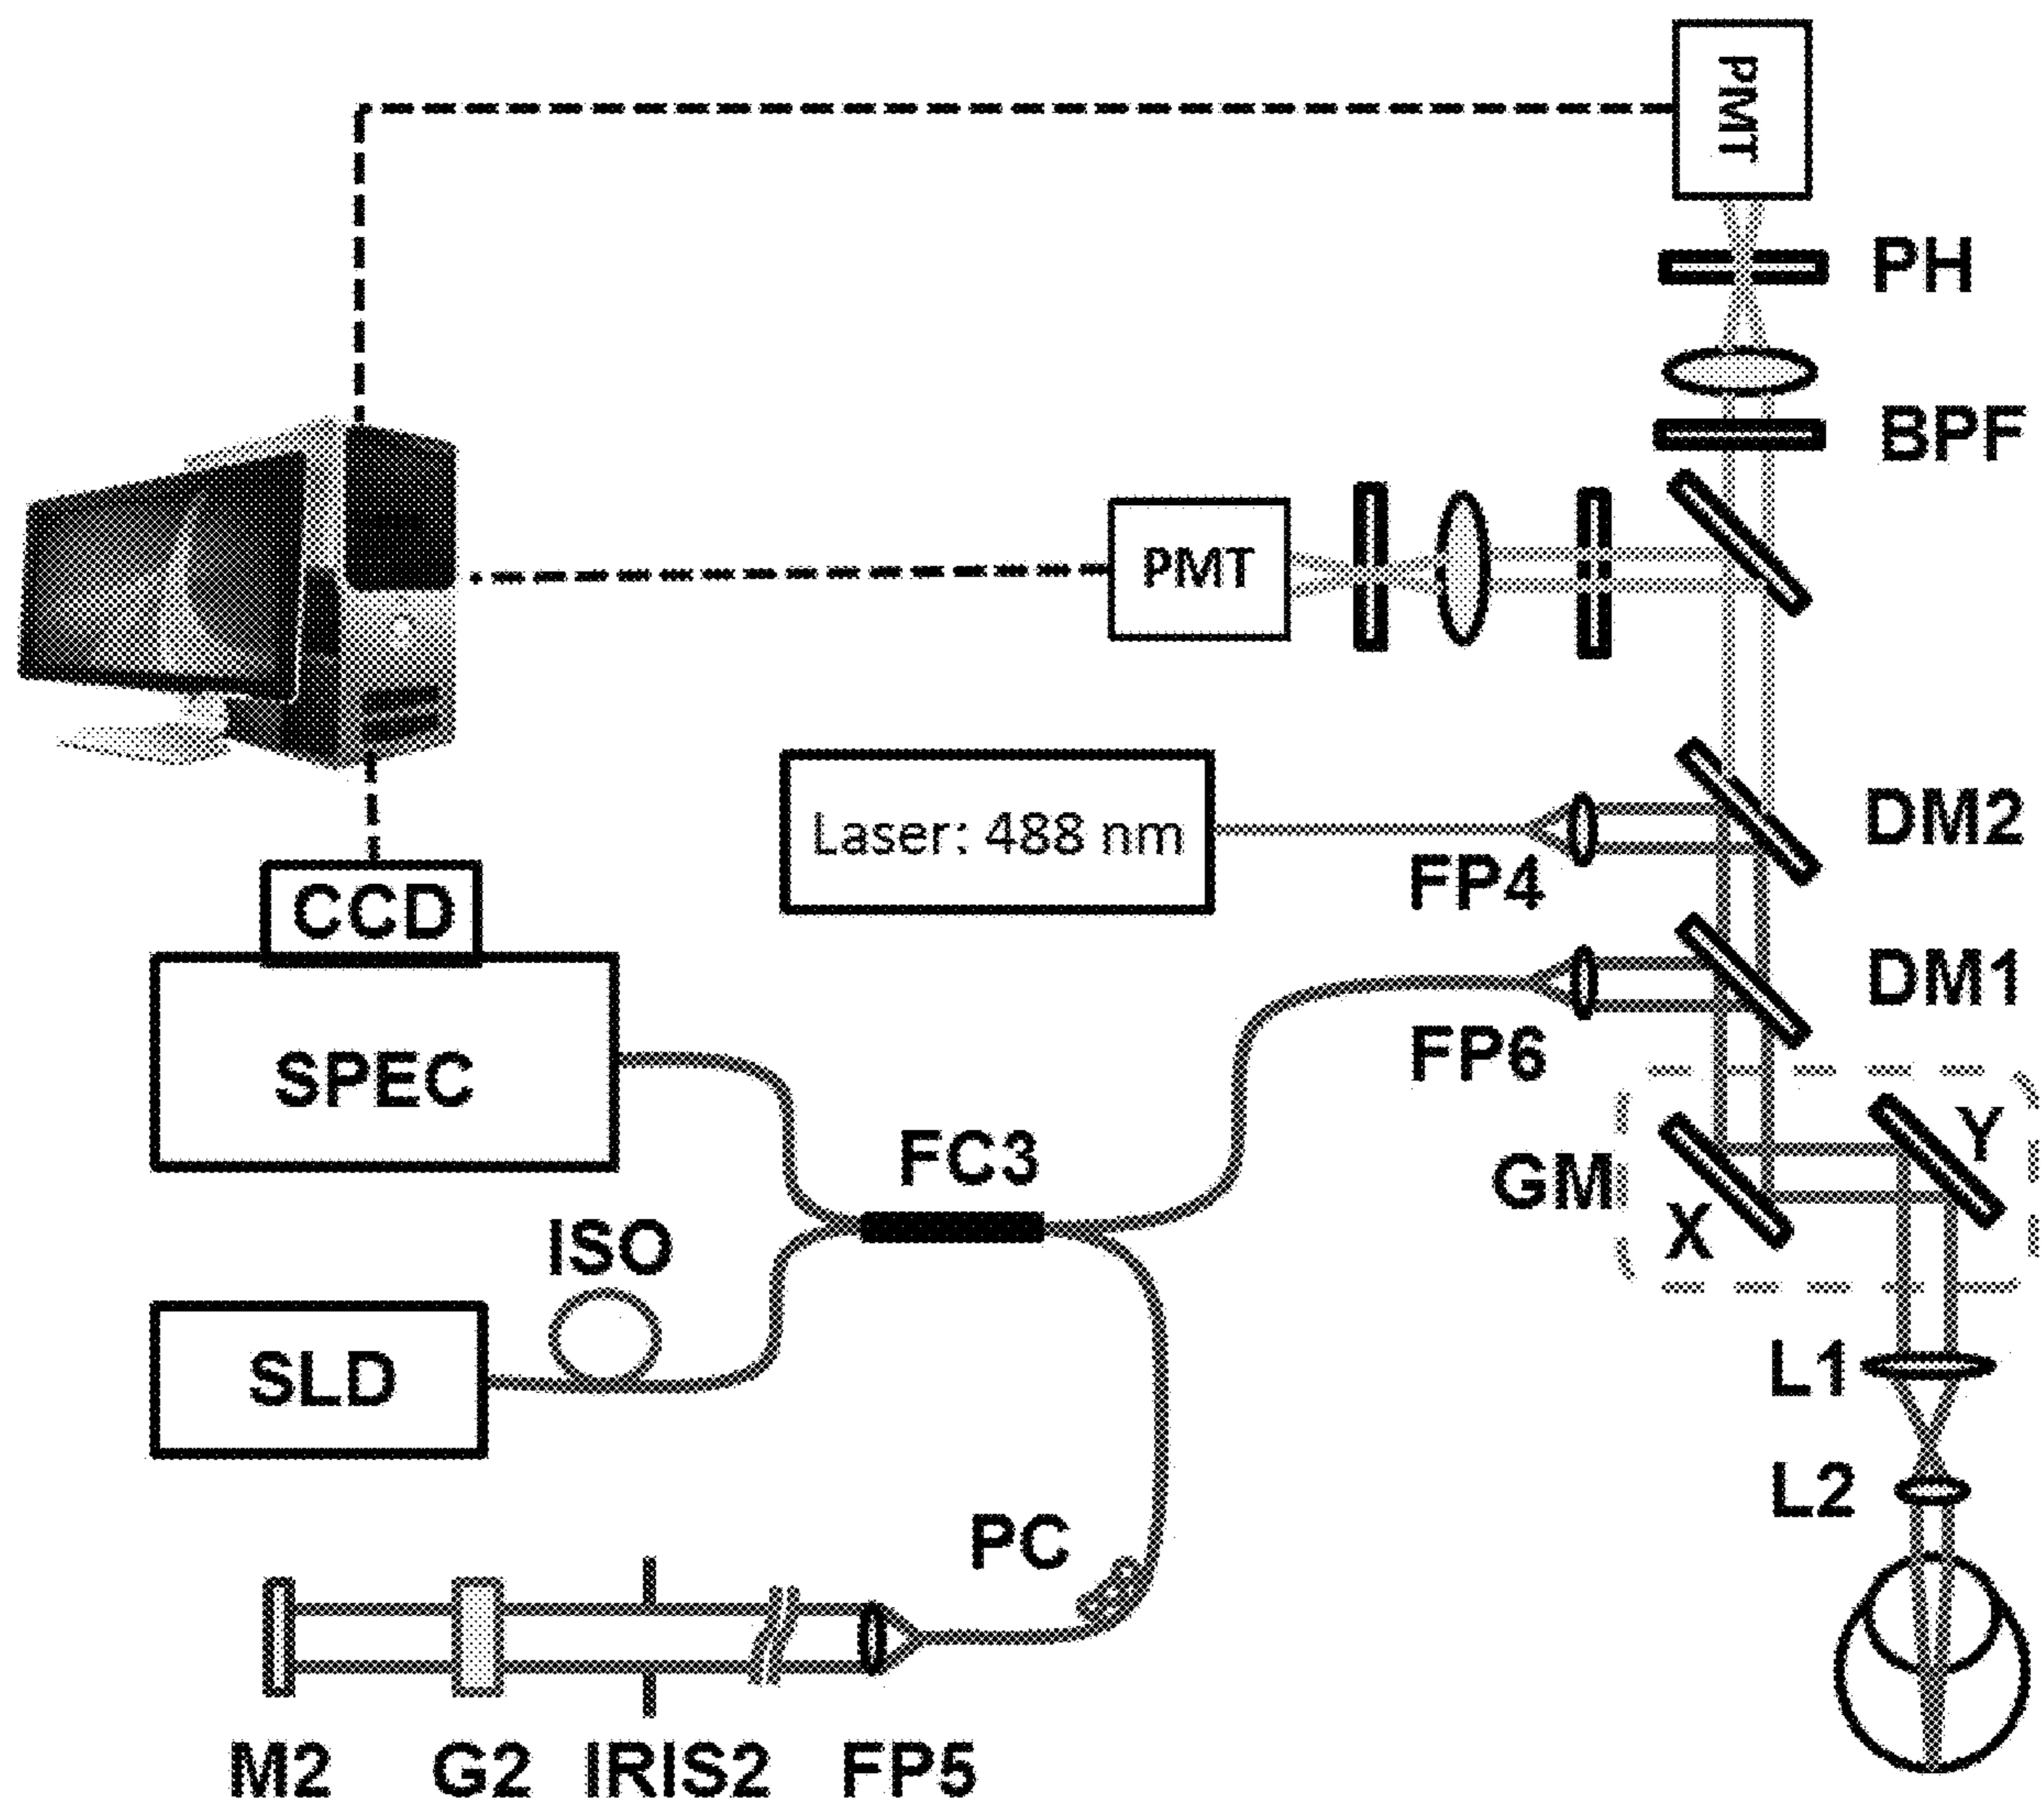 PMT
PH
BPF
PMT
Laser: 488 nm
DM2
FP4
CCD
DM1
SPEC
FP6
FC3
Y
GM
X
ISO
SLD
L1
L2
PC
M2 G2 IRIS2 FP5